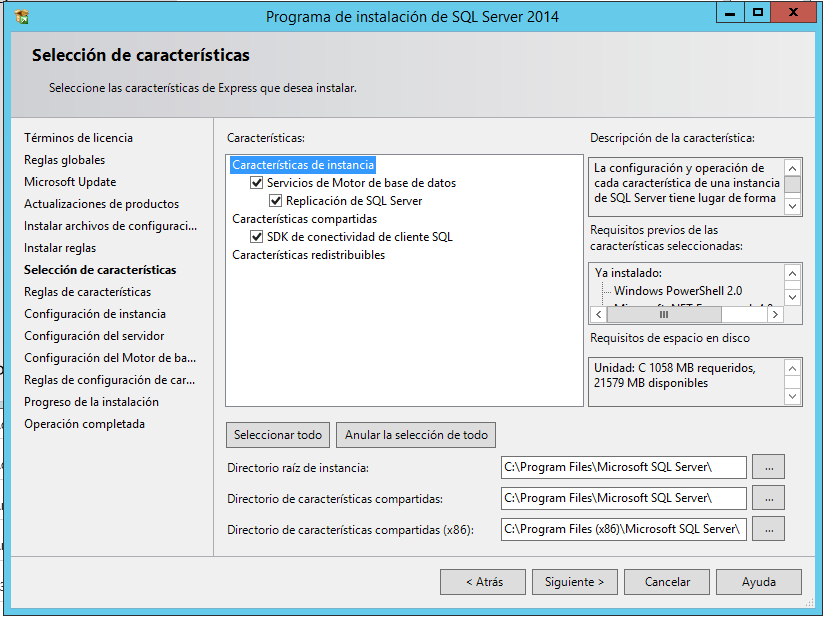 Programa de instalación de SQL Server 2014
Selección de características
Seleccione las características de Express que desea instalar.
Términos de licencia
Reglas globales
Microsoft Update
Actualizaciones de productos
Instalar archivos de configuraci...
Instalar reglas
Selección de características
Reglas de características
Configuración de instancia
Configuración del servidor
Configuración del Motor de ba...
Reglas de configuración de car...
Progreso de la instalación
Operación completada
Características:
Características de instancia
Servicios de Motor de base de datos
Replicación de SQL Server
Características compartidas
SDK de conectividad de cliente SQL
Características redistribuibles
Descripción de la característica:
La configuración y operación de
cada característica de una instancia
de SQL Server tiene lugar de forma
Requisitos previos de las
características seleccionadas:
Ya instalado:
Windows PowerShell 2.0
Requisitos de espacio en disco
Unidad: C 1058 MB requeridos,
21579 MB disponibles
Seleccionar todo
Anular la selección de todo
Directorio raíz de instancia:
C:\Program Files\Microsoft SQL Server\
...
Directorio de características compartidas:
C:\Program Files\Microsoft SQL Server\
...
Directorio de características compartidas (x86):
C:\Program Files (x86)\Microsoft SQL Server\
...
< Atrás
Siguiente >
Cancelar
Ayuda